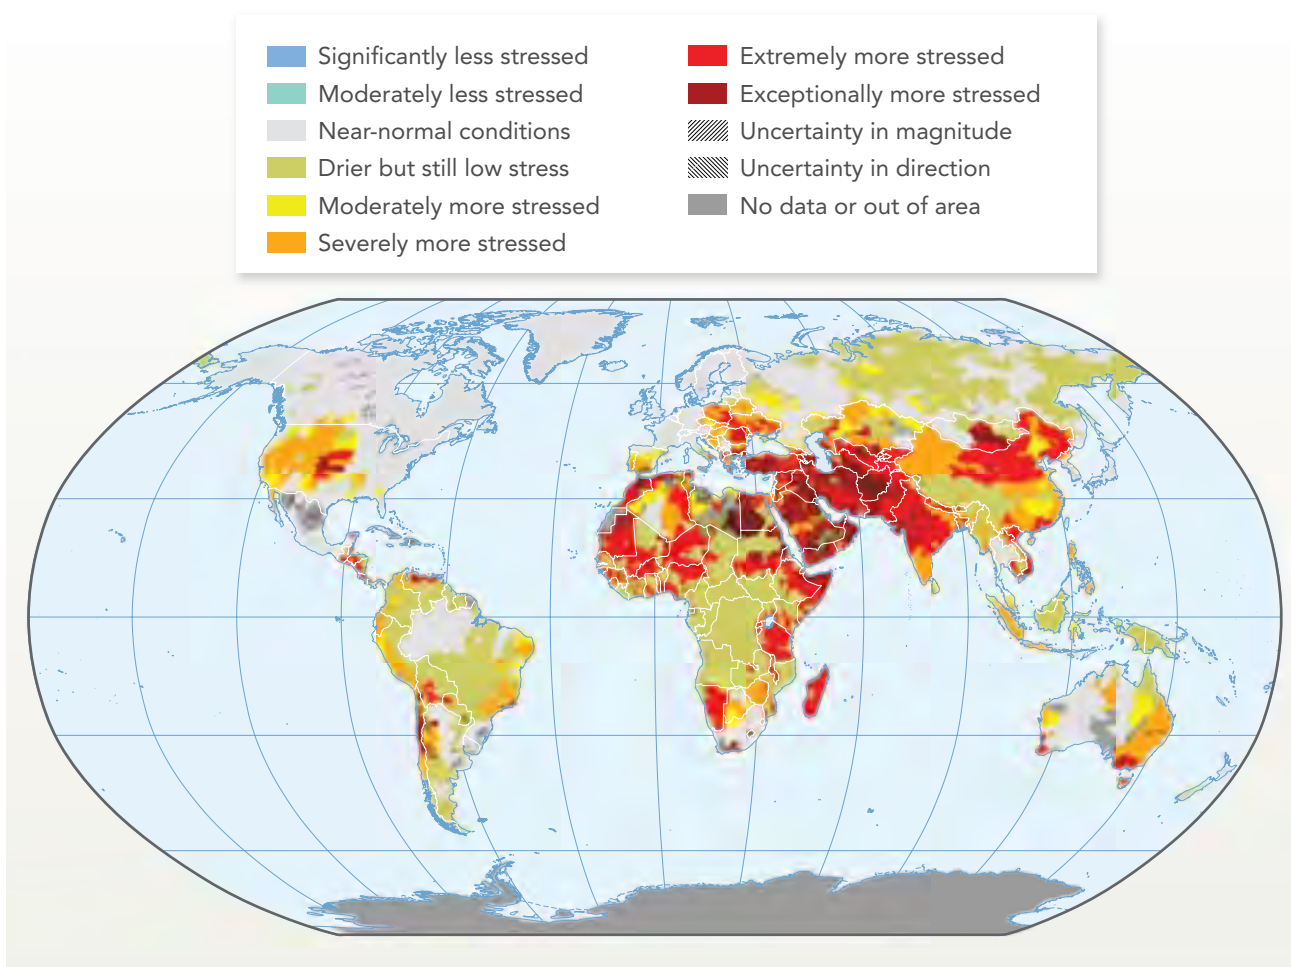 Significantly less stressed
Moderately less stressed
Near-normal conditions
Drier but still low stress
Moderately more stressed
Severely more stressed
Extremely more stressed
Exceptionally more stressed
Uncertainty in magnitude
Uncertainty in direction
No data or out of area